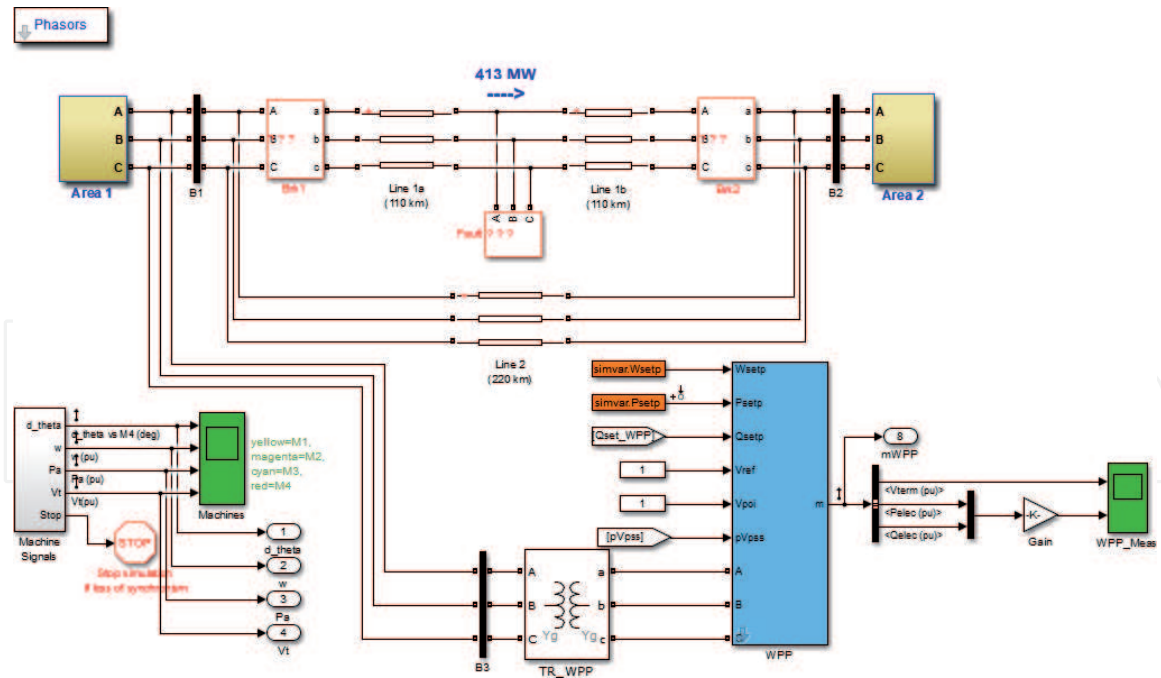 Phasors
413 MW
---->
A
B
C
Area 1
B1
A
B
C
a
b
c
Brk1
Line 1a
(110 km)
A
B
C
Fault ? ? ?
Line 1b
(110 km)
A
B
C
a
b
c
Brk2
B2
A
B
C
Area 2
Line 2
(220 km)
d_theta
w
Pa
Vt
Stop
Machine
Signals
d_theta vs M4 (deg)
w (pu)
Pa (pu)
Vt(pu)
Machines
yellow=M1,
magenta=M2,
cyan=M3,
red=M4
STOP
Stop simulation
if loss of synchronism
1
d_theta
2
w
3
Pa
4
Vt
B3
A
B
C
a
b
c
Yg
Yg
TR_WPP
simvar.Wsetp
simvar.Psetp
[Qset_WPP]
1
1
[pVpss]
Wsetp
Psetp
Qsetp
Vref
Vpoi
pVpss
A
B
m
WPP
8
mWPP
<Vterm (pu)>
<Pelec (pu)>
<Qelec (pu)>
-K-
Gain
WPP_Meas